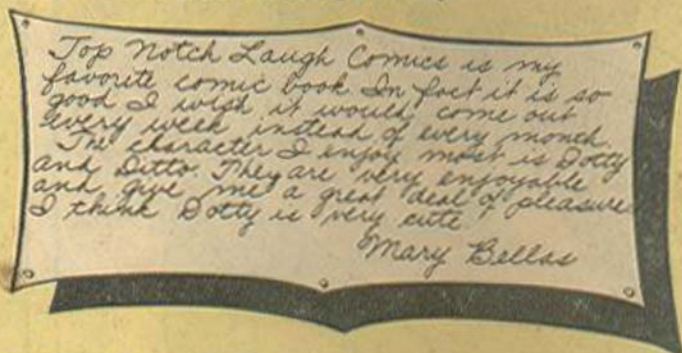 Top Notch Laugh Comics is my
favorite comic book In fact it is so
good I wish it would come out
every week instead of every month.
The character I enjoy most is Dotty
and Ditto. They are very enjoyable
and give me a great deal of pleasure
I think Dotty is very cute.
Mary Bellas